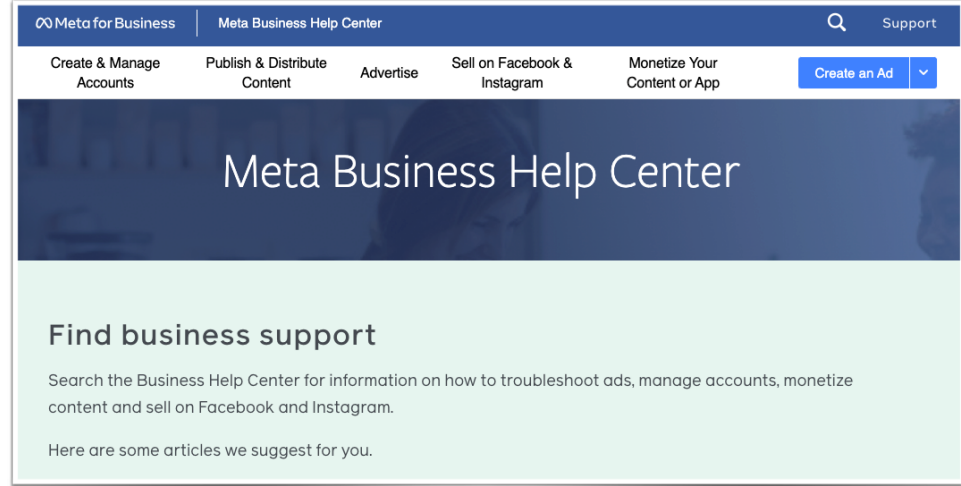 Meta for Business
Meta Business Help Center
Support
Create & Manage
Accounts
Publish & Distribute
Content
Advertise
Sell on Facebook &
Instagram
Monetize Your
Content or App
Create an Ad
Meta Business Help Center
Find business support
Search the Business Help Center for information on how to troubleshoot ads, manage accounts, monetize
content and sell on Facebook and Instagram.
Here are some articles we suggest for you.